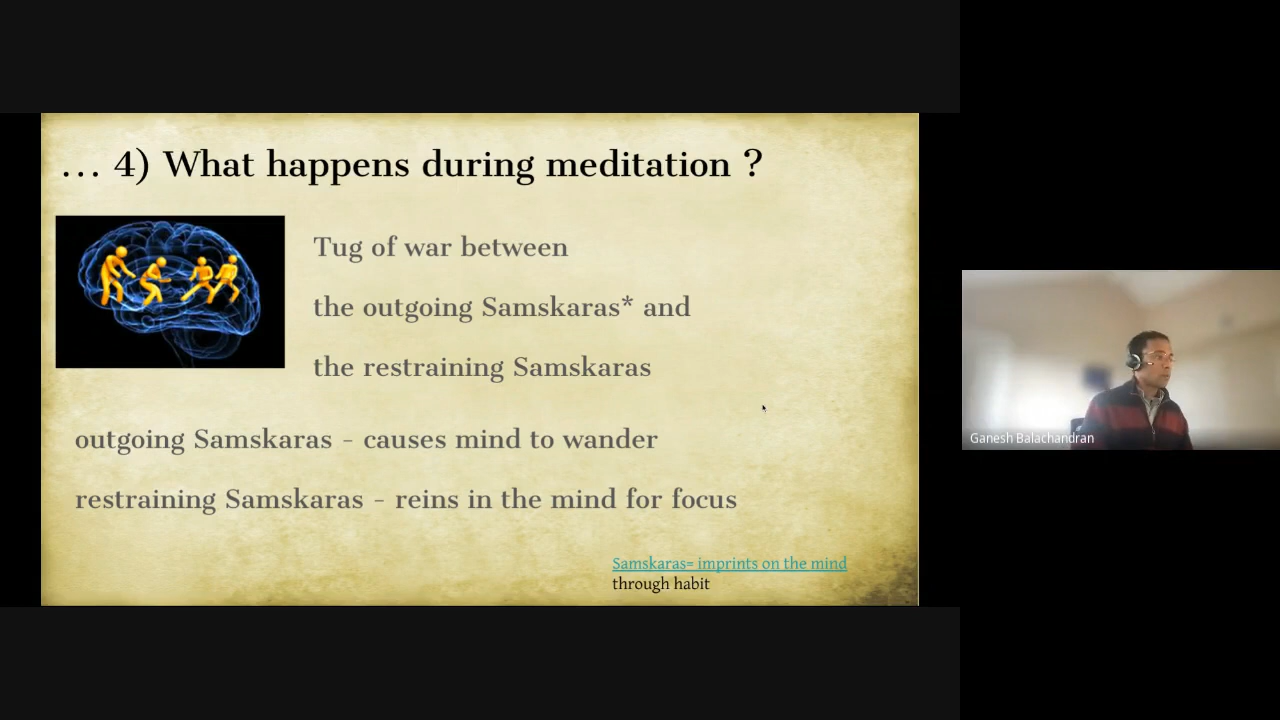 ... 4) What happens during meditation ?
Tug of war between
the outgoing Samskaras* and
the restraining Samskaras
outgoing Samskaras - causes mind to wander
restraining Samskaras - reins in the mind for focus
Samskaras= imprints on the mind
through habit
Ganesh Balachandran